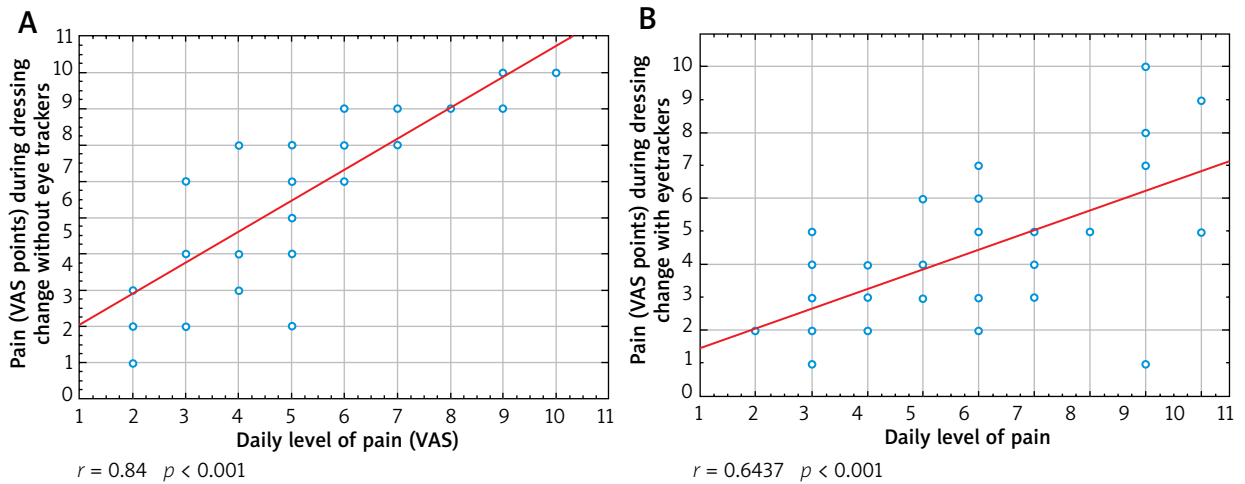 A
Pain (VAS points) during dressing
change without eye trackers
11
10
9
8
7
6
5
4
3
2
1
0
1 2 3 4 5 6 7 8 9 10 11
Daily level of pain (VAS)
r = 0.84 p < 0.001
B
Pain (VAS points) during dressing
change with eyetrackers
10
9
8
7
6
5
4
3
2
1
0
1 2 3 4 5 6 7 8 9 10 11
Daily level of pain
r = 0.6437 p < 0.001